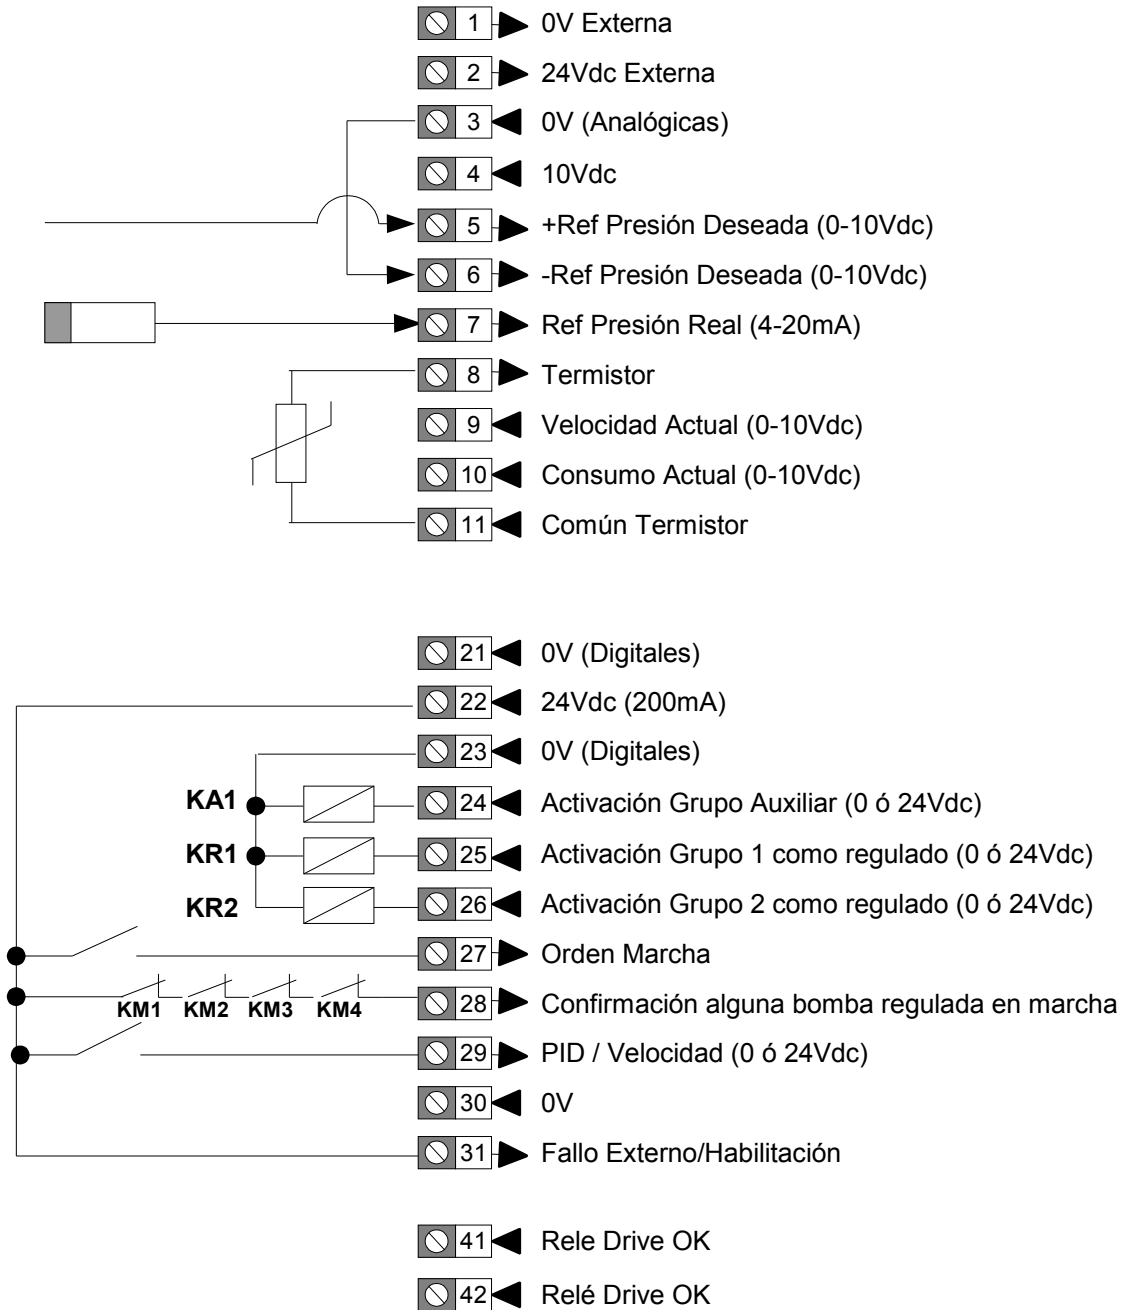 1 0V Externa
2 24Vdc Externa
3 0V (Analógicas)
4 10Vdc
5 +Ref Presión Deseada (0-10Vdc)
6 -Ref Presión Deseada (0-10Vdc)
7 Ref Presión Real (4-20mA)
8 Termistor
9 Velocidad Actual (0-10Vdc)
10 Consumo Actual (0-10Vdc)
11 Común Termistor
21 0V (Digitales)
22 24Vdc (200mA)
23 0V (Digitales)
KA1 24 Activación Grupo Auxiliar (0 ó 24Vdc)
KR1 25 Activación Grupo 1 como regulado (0 ó 24Vdc)
KR2 26 Activación Grupo 2 como regulado (0 ó 24Vdc)
27 Orden Marcha
KM1 KM2 KM3 KM4 28 Confirmación alguna bomba regulada en marcha
29 PID / Velocidad (0 ó 24Vdc)
30 0V
31 Fallo Externo/Habilitación
41 Rele Drive OK
42 Relé Drive OK